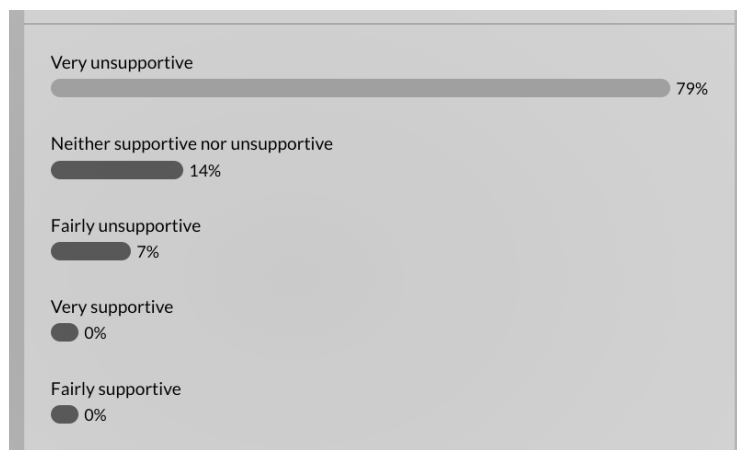 Very unsupportive
79%
Neither supportive nor unsupportive
14%
Fairly unsupportive
7%
Very supportive
0%
Fairly supportive
0%